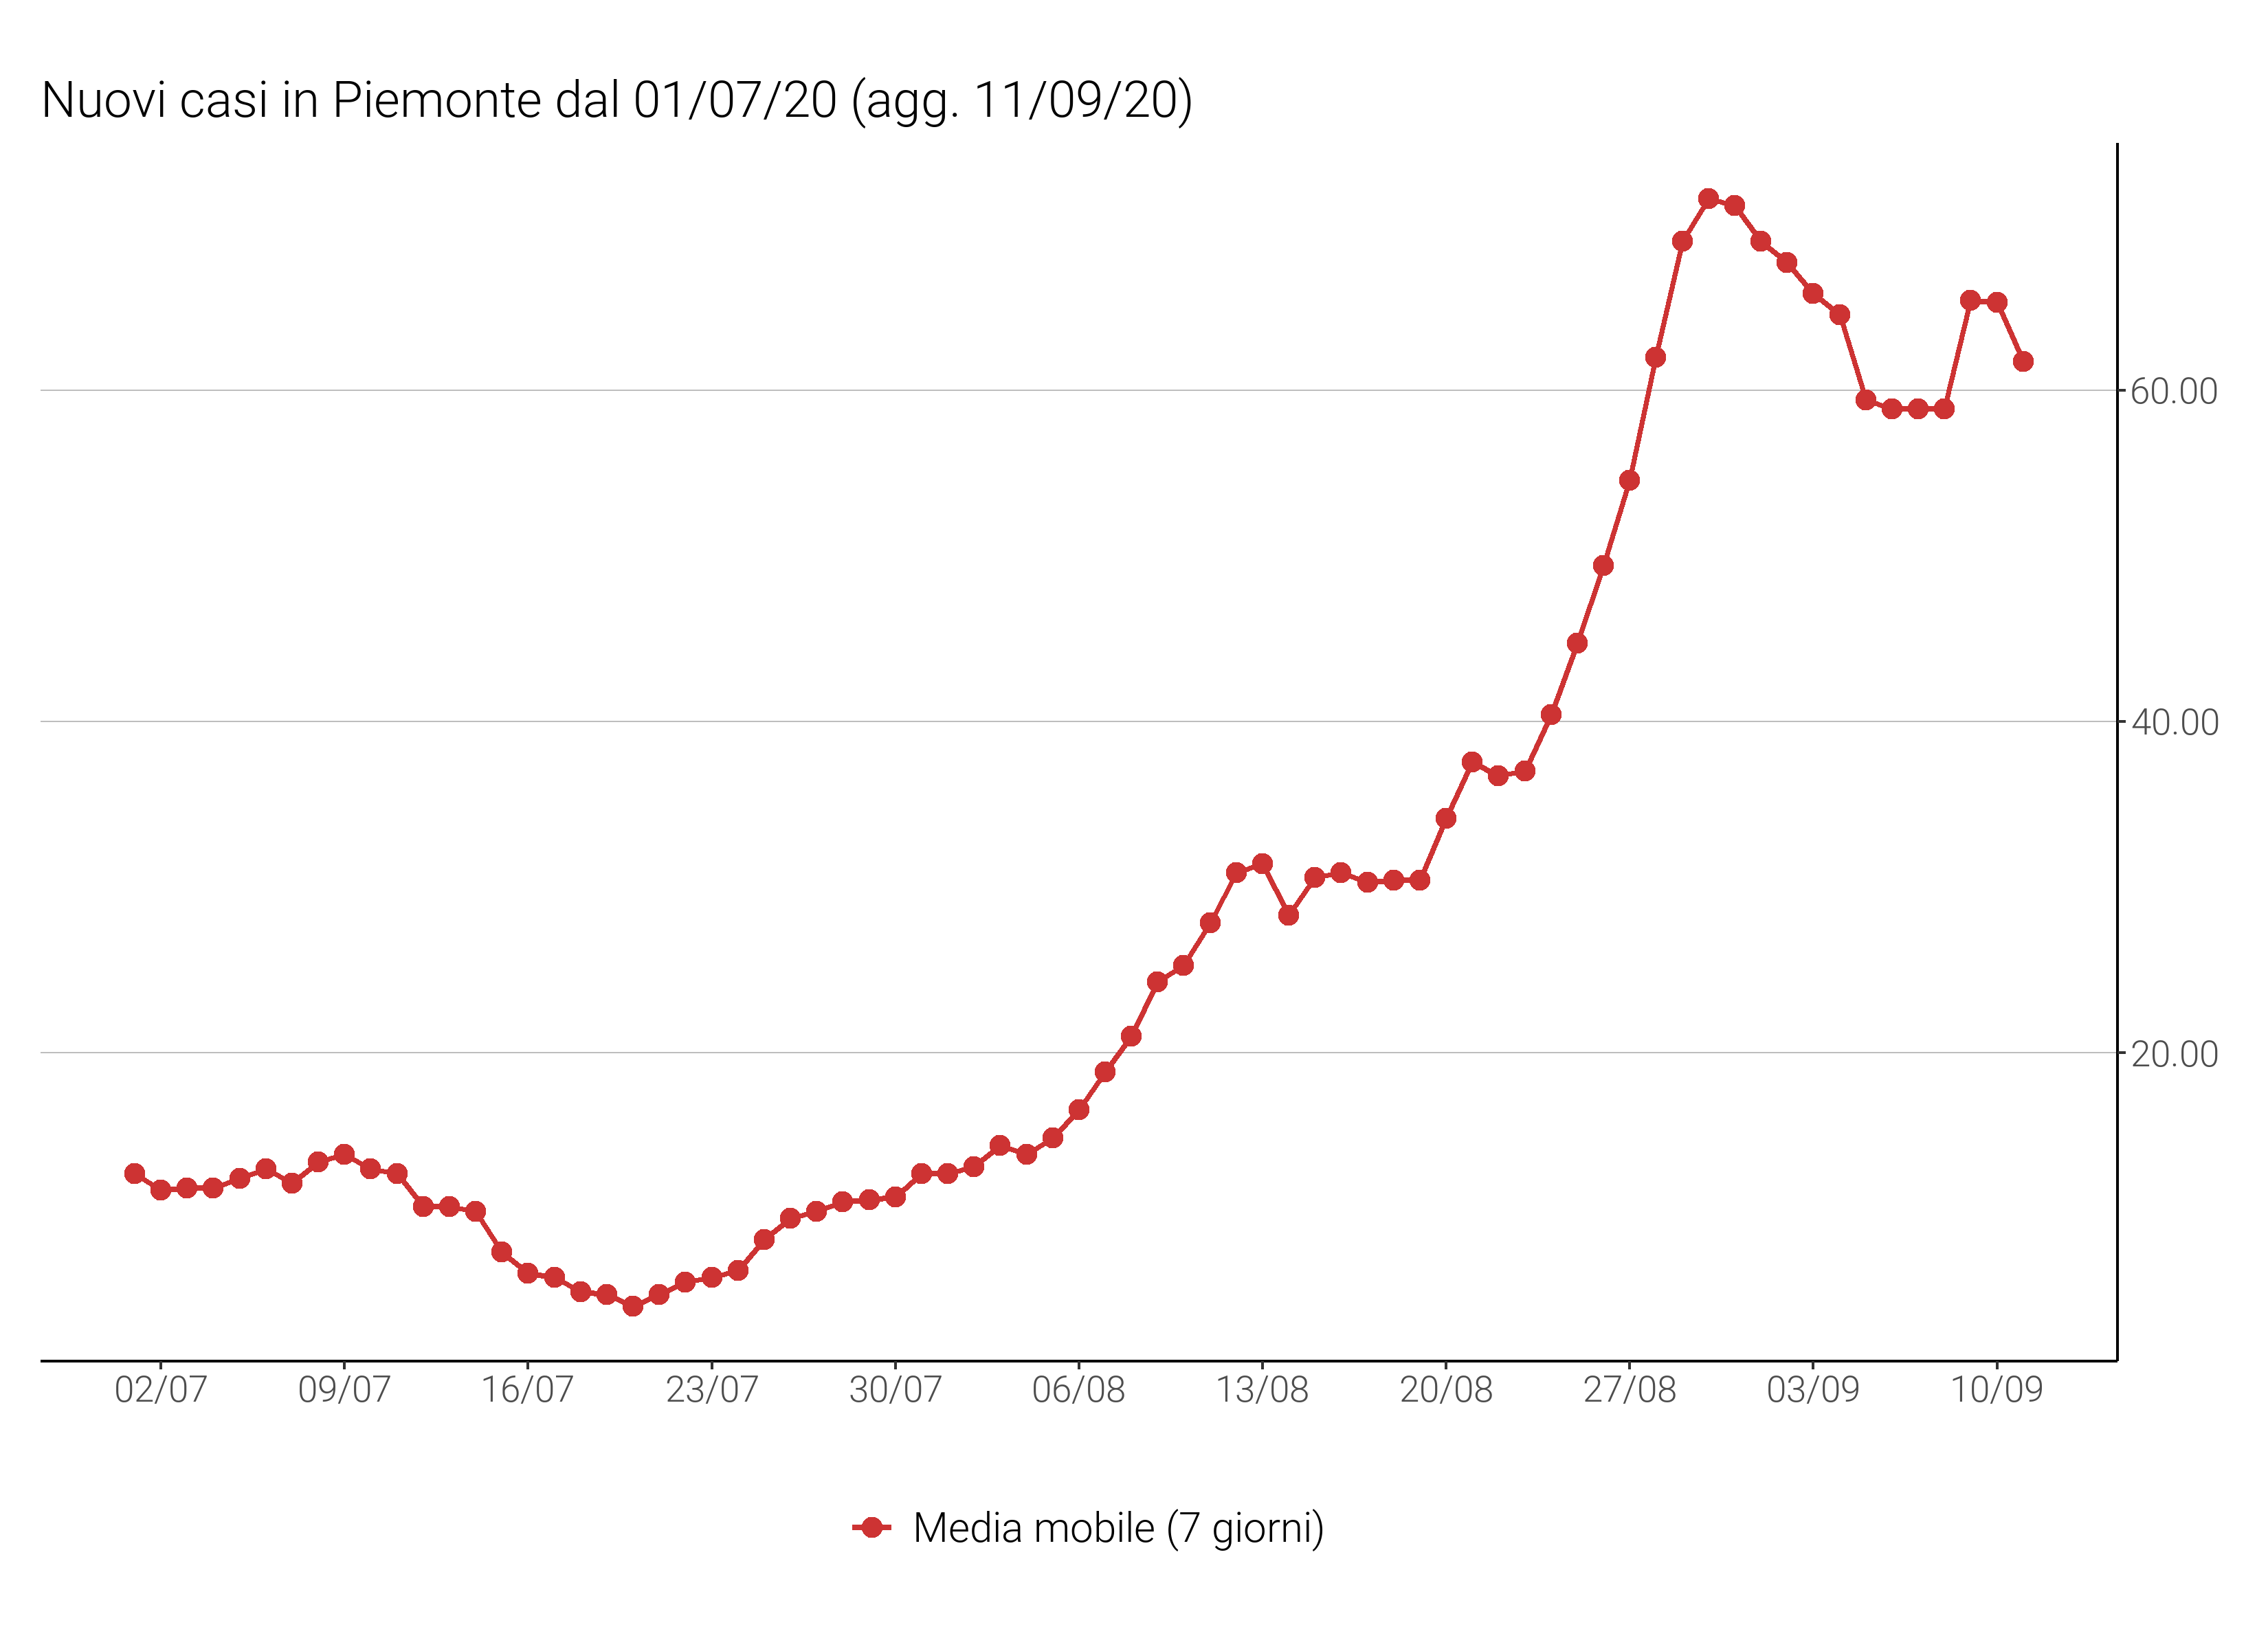 Nuovi casi in Piemonte dal 01/07/20 (agg. 11/09/20)
60.00
40.00
20.00
02/07 09/07 16/07 23/07 30/07 06/08 13/08 20/08 27/08 03/09 10/09
Media mobile (7 giorni)